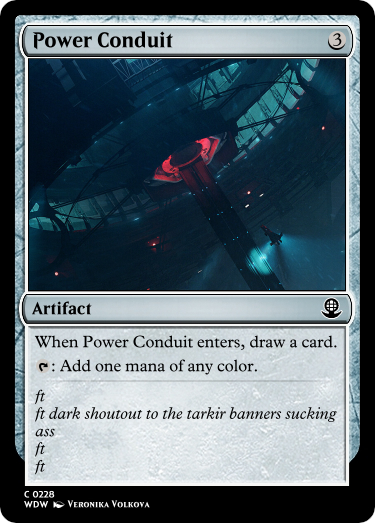 Power Conduit
3
Artifact
When Power Conduit enters, draw a card.
: Add one mana of any color.
ft
ft dark shoutout to the tarkir banners sucking
ass
ft
ft
C 0228
WDW VERONIKA VOLKOVA